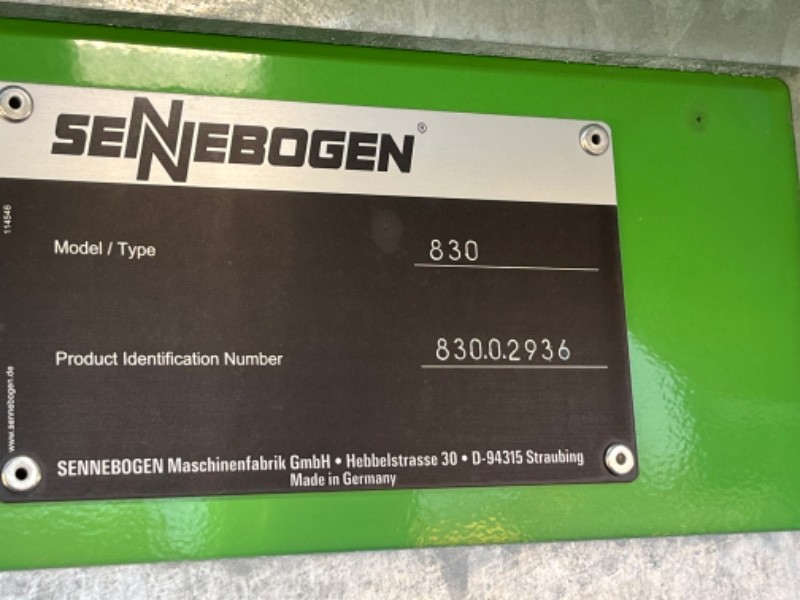 SENNEBOGEN®
114546
Model / Type 830
Product Identification Number 830.0.2936
www.sennebogen.de
SENNEBOGEN Maschinenfabrik GmbH • Hebbelstrasse 30 • D-94315 Straubing
Made in Germany